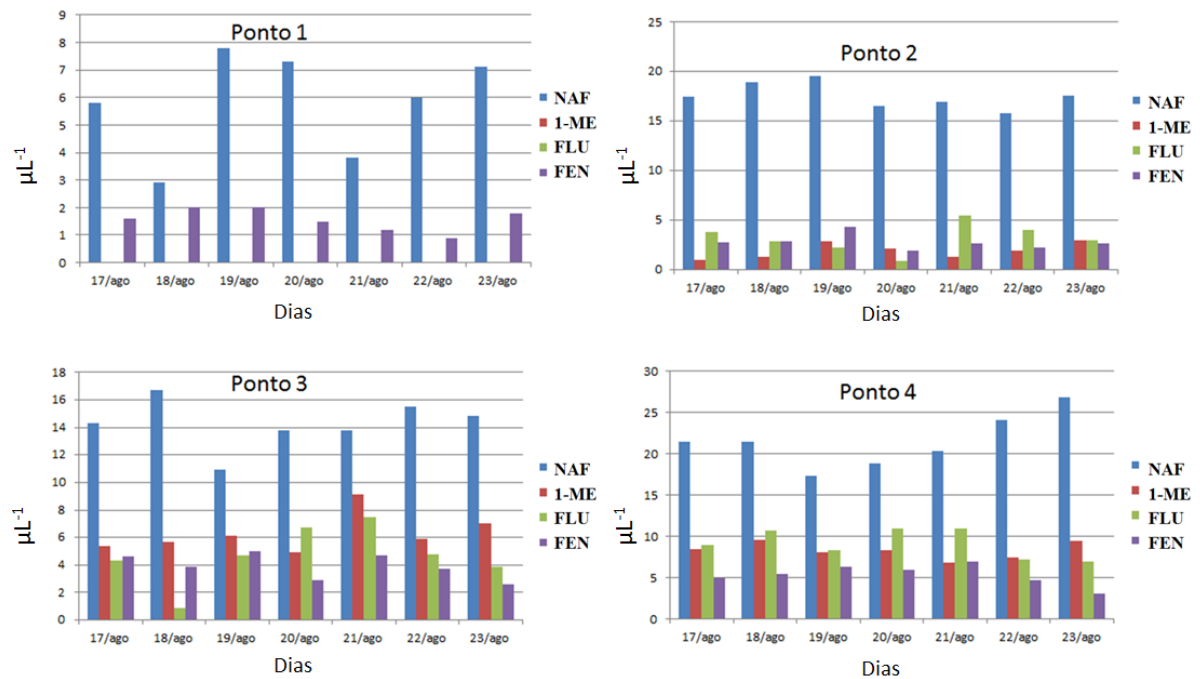 Ponto 1
9
8
7
6
5
4
3
2
1
0
µL-1
17/ago 18/ago 19/ago 20/ago 21/ago 22/ago 23/ago
Dias
NAF
1-ME
FLU
FEN
Ponto 2
25
20
15
10
5
0
µL-1
17/ago 18/ago 19/ago 20/ago 21/ago 22/ago 23/ago
Dias
NAF
1-ME
FLU
FEN
Ponto 3
18
16
14
12
10
8
6
4
2
0
µL-1
17/ago 18/ago 19/ago 20/ago 21/ago 22/ago 23/ago
Dias
NAF
1-ME
FLU
FEN
Ponto 4
30
25
20
15
10
5
0
µL-1
17/ago 18/ago 19/ago 20/ago 21/ago 22/ago 23/ago
Dias
NAF
1-ME
FLU
FEN